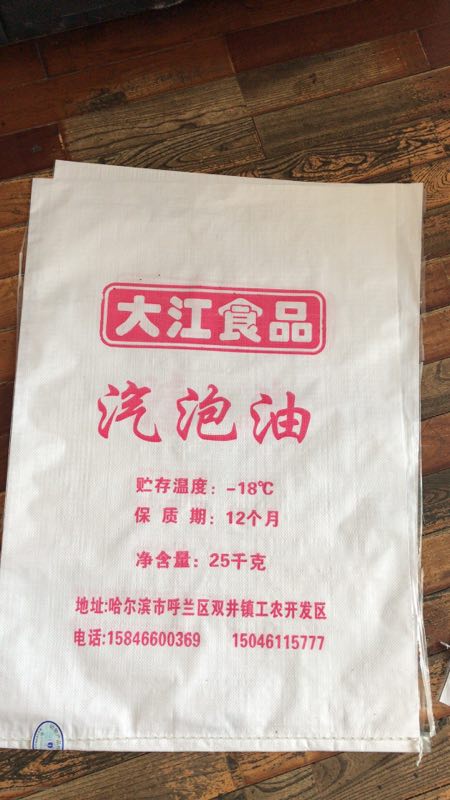 大江食品
汽泡油
贮存温度：-18℃
保质期：12个月
净含量：25千克
地址:哈尔滨市呼兰区双井镇工农开发区
电话:15846600369 15046115777